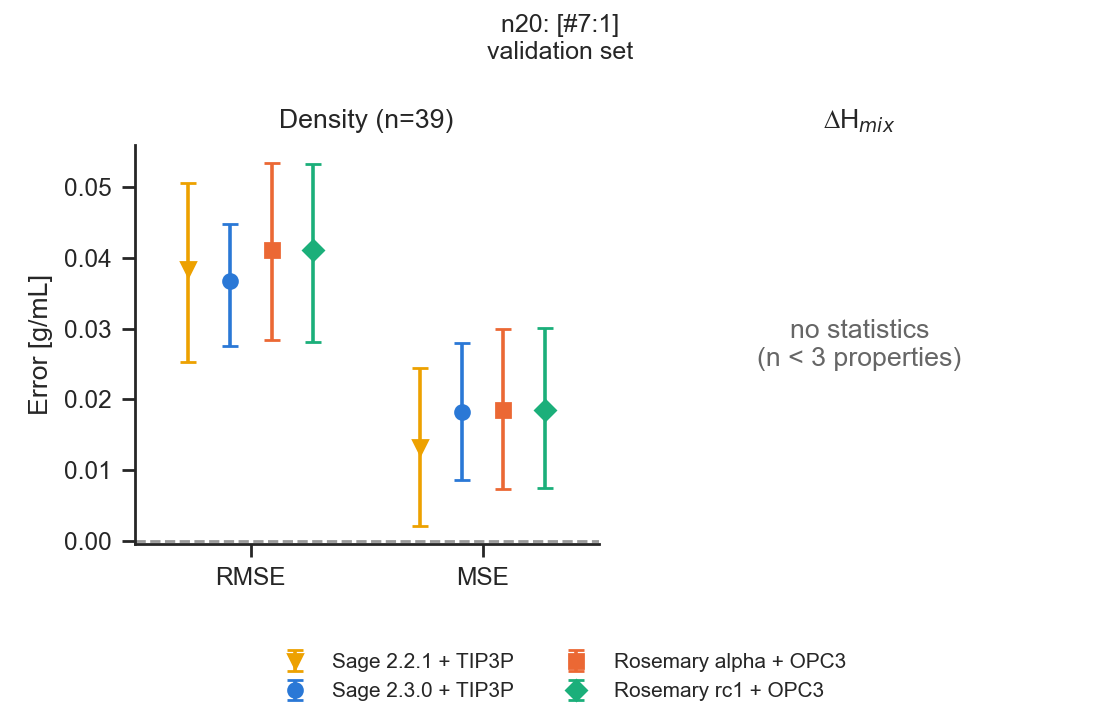 n20: [#7:1]
validation set
Density (n=39)
ΔHmix
0.05
0.04
0.03
0.02
0.01
0.00
Error [g/mL]
RMSE
MSE
no statistics
(n < 3 properties)
Sage 2.2.1 + TIP3P
Sage 2.3.0 + TIP3P
Rosemary alpha + OPC3
Rosemary rc1 + OPC3